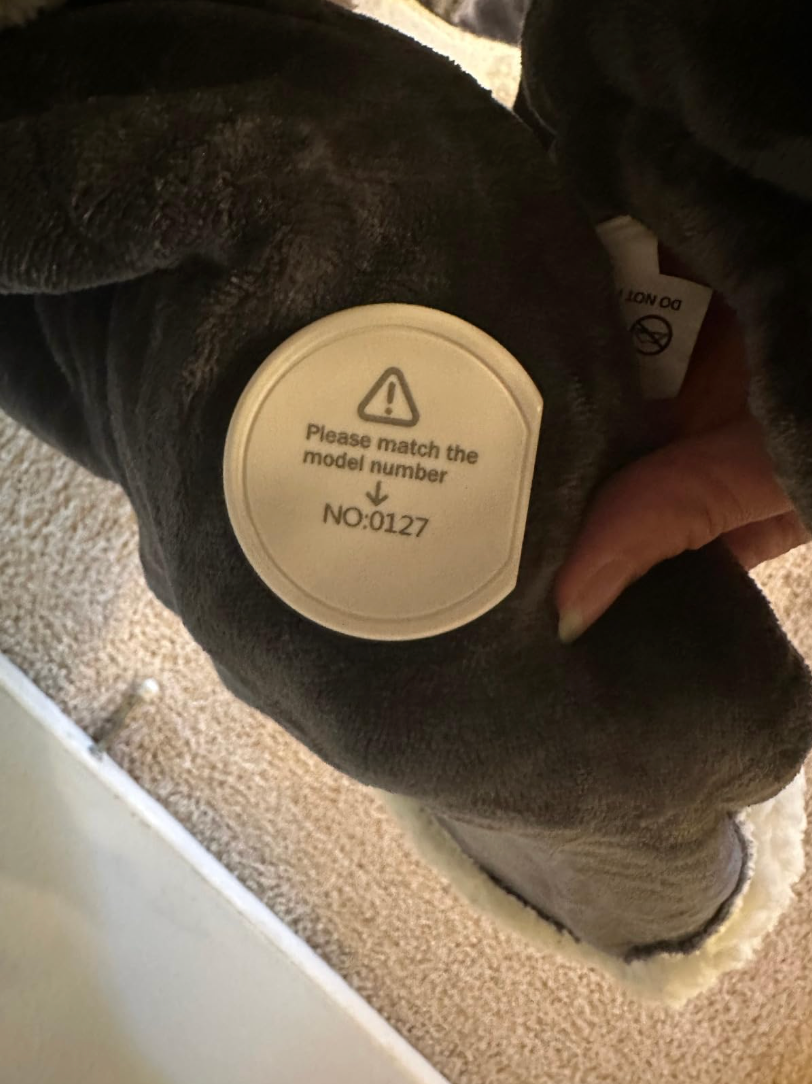 Please match the
model number
NO:0127
DO NOT